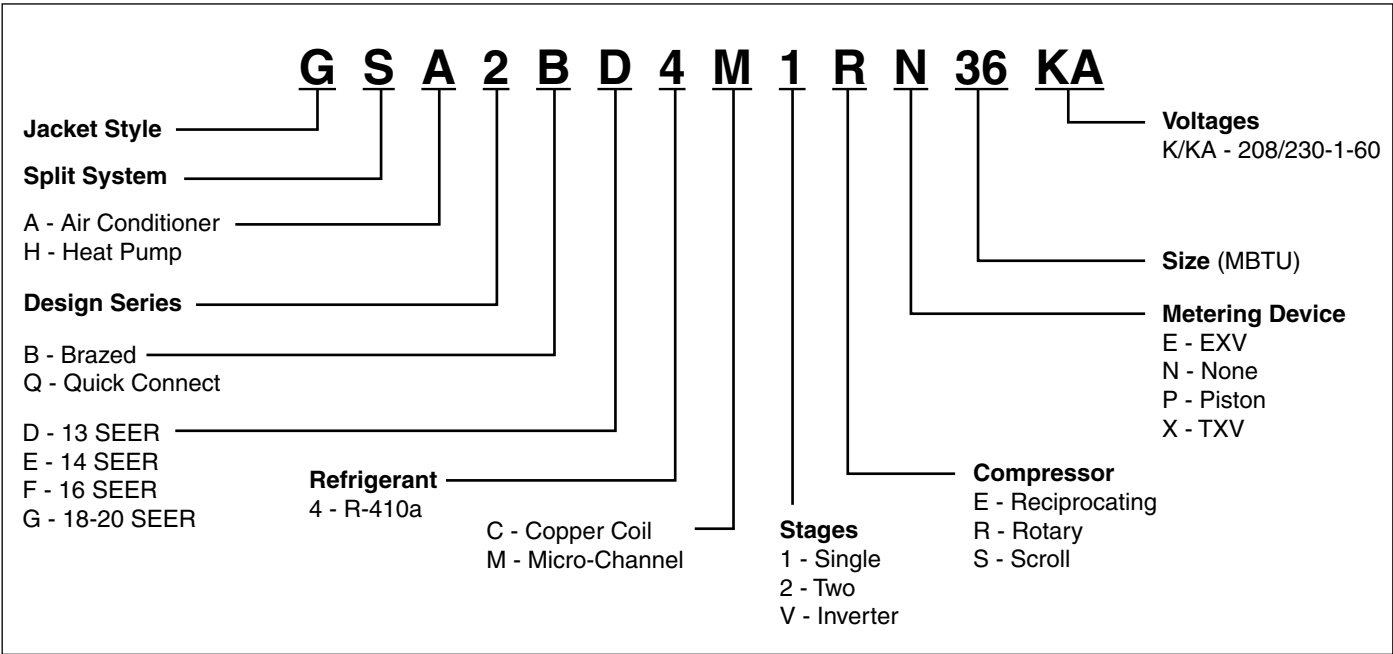 G S A 2 B D 4 M 1 R N 36 KA
Jacket Style
Split System
A - Air Conditioner
H - Heat Pump
Design Series
B - Brazed
Q - Quick Connect
D - 13 SEER
E - 14 SEER
F - 16 SEER
G - 18-20 SEER
Refrigerant
4 - R-410a
C - Copper Coil
M - Micro-Channel
Stages
1 - Single
2 - Two
V - Inverter
Compressor
E - Reciprocating
R - Rotary
S - Scroll
Metering Device
E - EXV
N - None
P - Piston
X - TXV
Size (MBTU)
Voltages
K/KA - 208/230-1-60